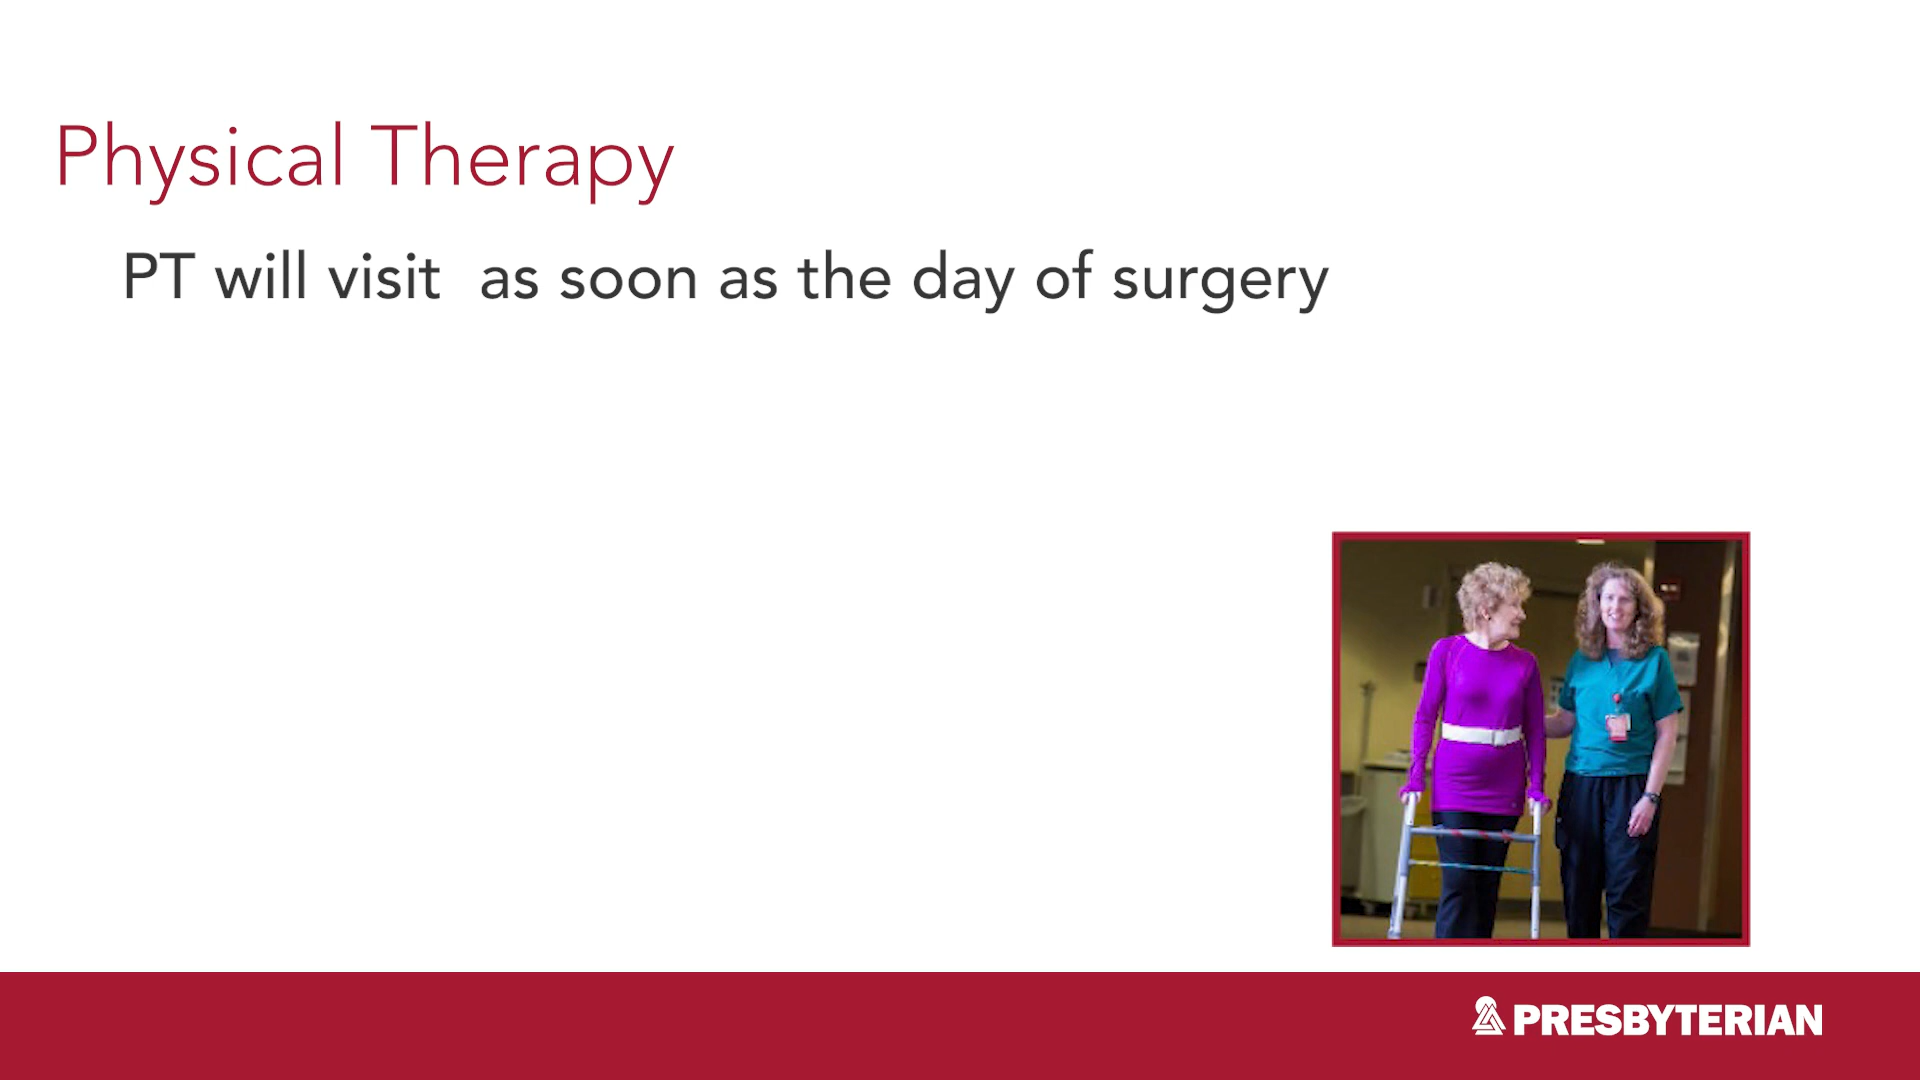 Physical Therapy
PT will visit  as soon as the day of surgery
PRESBYTERIAN